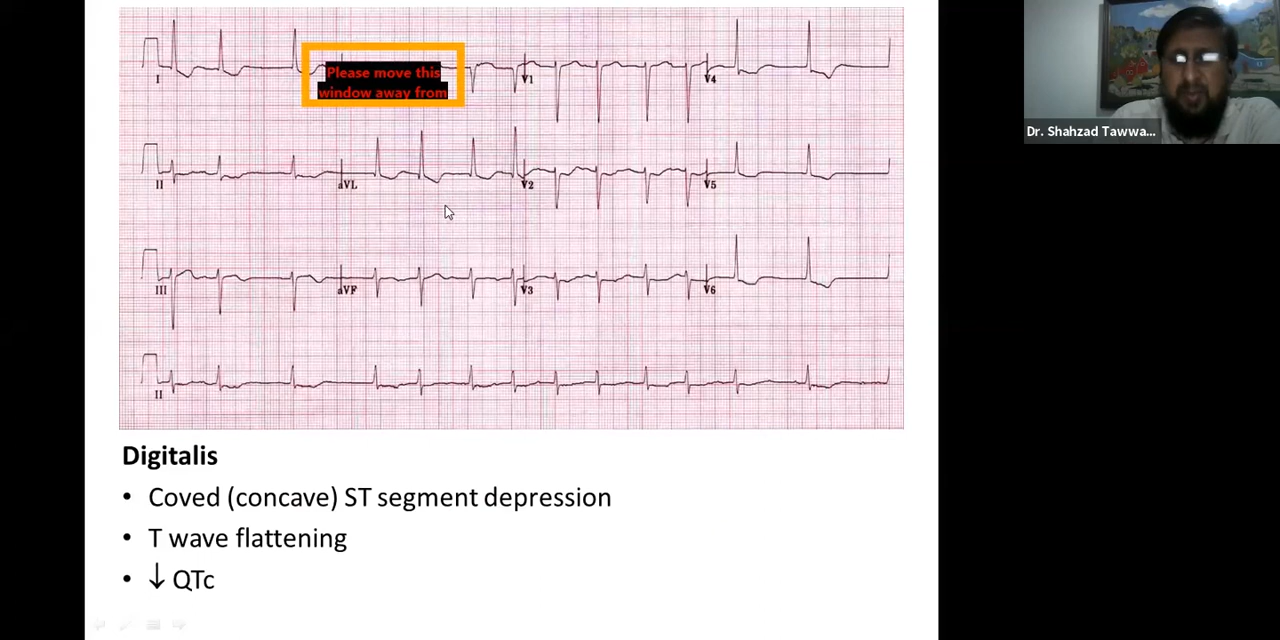 I
Please move this
window away from
V1
V4
II
aVL
V2
V5
III
aVF
V3
V6
II
Dr. Shahzad Tawwa...
Digitalis
• Coved (concave) ST segment depression
• T wave flattening
• ↓ QTc